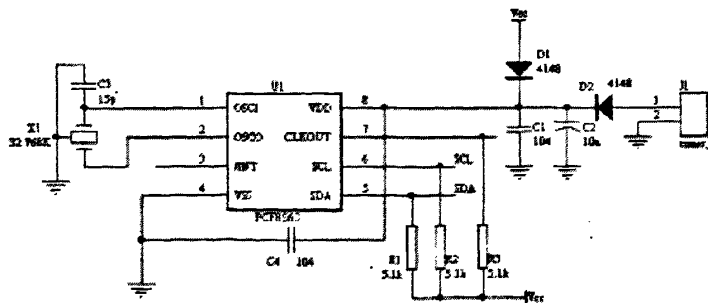 Vcc
D1
4148
C3
15p
X1
32.768K
1
2
3
4
U1
OSCI
OSCO
INT
VSS
VDD
CLKOUT
SCL
SDA
PCF8563
8
7
6
5
SCL
SDA
C1
104
C2
10u
D2
4148
J1
1
2
C4
104
R1
5.1k
R2
5.1k
R3
5.1k
Vcc